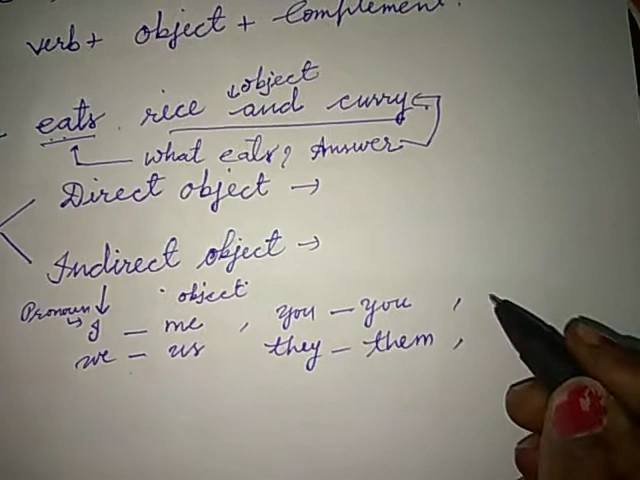 verb + object + Complement.
↓object
eats. rice and curry
what eats? Answer
Direct object →
Indirect object →
Pronoun ↓ object
I — me , you — you ,
we — us they — them ,